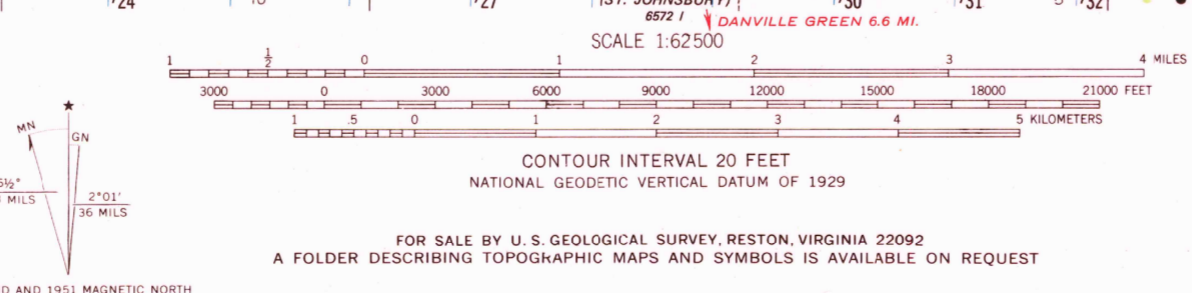 24 27 (ST. JOHNSBURY) 30 31 32
6572 I DANVILLE GREEN 6.6 MI.
SCALE 1:62500
1 ½ 0 1 2 3 4 MILES
3000 0 3000 6000 9000 12000 15000 18000 21000 FEET
1 .5 0 1 2 3 4 5 KILOMETERS
★
MN GN
½°
MILS
2°01'
36 MILS
CONTOUR INTERVAL 20 FEET
NATIONAL GEODETIC VERTICAL DATUM OF 1929
FOR SALE BY U. S. GEOLOGICAL SURVEY, RESTON, VIRGINIA 22092
A FOLDER DESCRIBING TOPOGRAPHIC MAPS AND SYMBOLS IS AVAILABLE ON REQUEST
D AND 1951 MAGNETIC NORTH